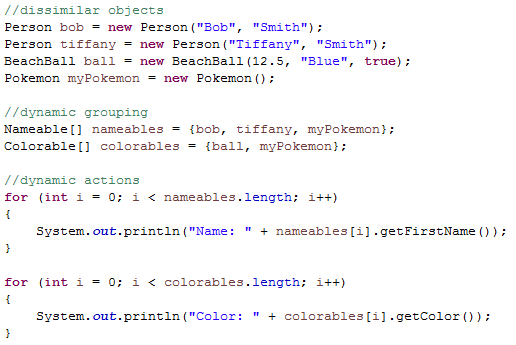 //dissimilar objects
Person bob = new Person("Bob", "Smith");
Person tiffany = new Person("Tiffany", "Smith");
BeachBall ball = new BeachBall(12.5, "Blue", true);
Pokemon myPokemon = new Pokemon();

//dynamic grouping
Nameable[] nameables = {bob, tiffany, myPokemon};
Colorable[] colorables = {ball, myPokemon};

//dynamic actions
for (int i = 0; i < nameables.length; i++)
{
    System.out.println("Name: " + nameables[i].getFirstName());
}

for (int i = 0; i < colorables.length; i++)
{
    System.out.println("Color: " + colorables[i].getColor());
}